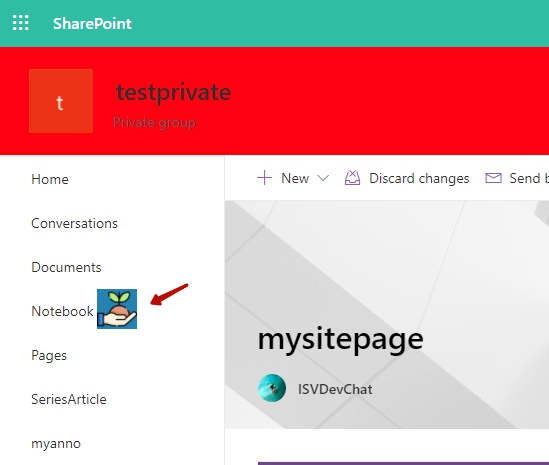 SharePoint
t
testprivate
Private group
Home
Conversations
Documents
Notebook
Pages
SeriesArticle
myanno
New
Discard changes
Send b
mysitepage
ISVDevChat